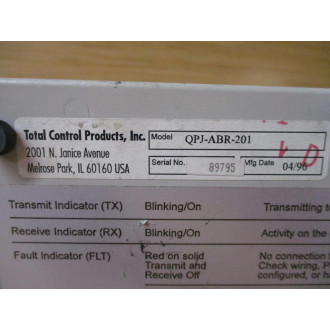 Total Control Products, Inc.
2001 N. Janice Avenue
Melrose Park, IL 60160 USA
Model QPJ-ABR-201
Serial No. 89795 Mfg Date 04/96
D
Transmit Indicator (TX) Blinking/On Transmitting
Receive Indicator (RX) Blinking/On Activity on the
Fault Indicator (FLT) Red on solid No connection
Transmit and Check wiring,
Receive Off configured, or